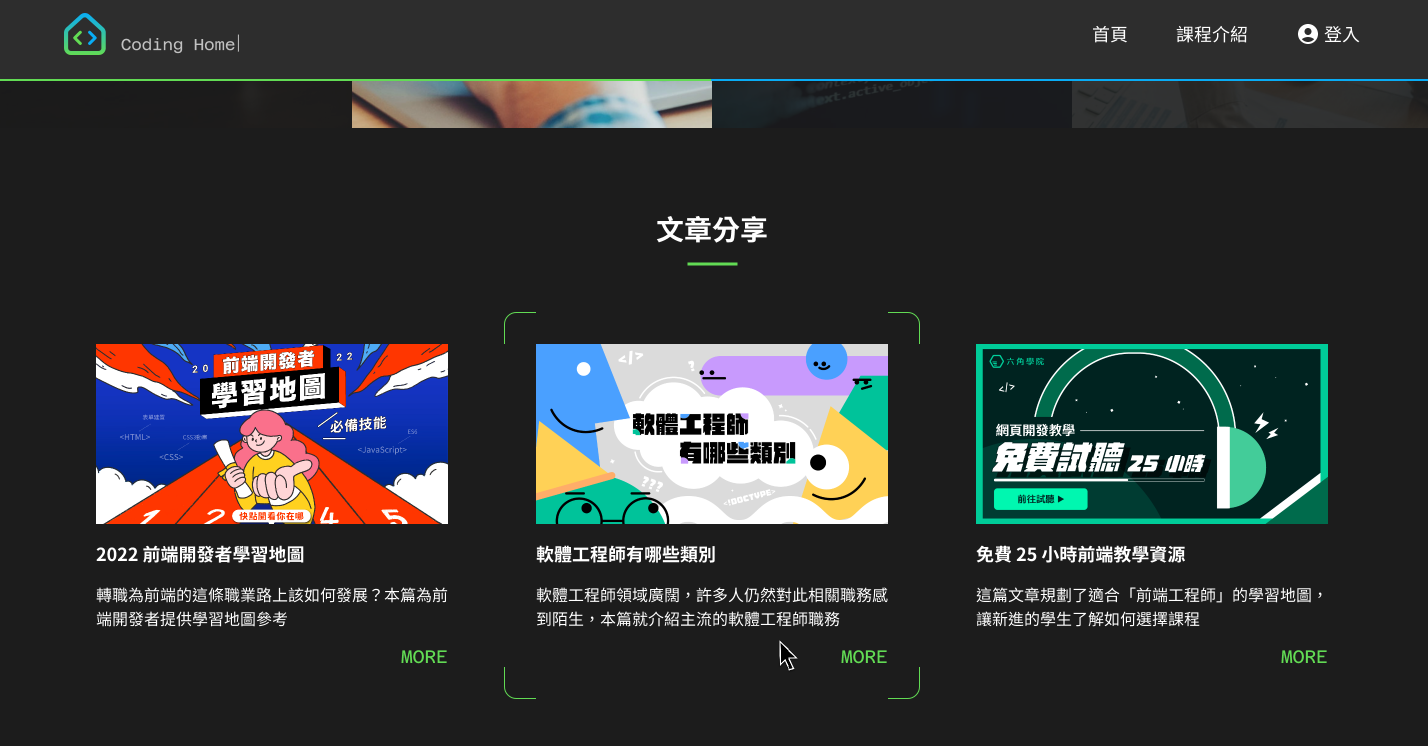 Coding Home
首頁
課程介紹
登入
text.active_obj
文章分享
20
前端開發者
22
學習地圖
必備技能
<HTML>
CSS3動畫
ES6
<JavaScript>
<CSS>
1 2 4 5
快點開看你在哪
2022 前端開發者學習地圖
轉職為前端的這條職業路上該如何發展？本篇為前
端開發者提供學習地圖參考
MORE
</>
軟體工程師
有哪些類別
???
<!DOCTYPE>
軟體工程師有哪些類別
軟體工程師領域廣闊，許多人仍然對此相關職務感
到陌生，本篇就介紹主流的軟體工程師職務
MORE
六角學院
</>
網頁開發教學
免費試聽 25 小時
前往試聽
免費 25 小時前端教學資源
這篇文章規劃了適合「前端工程師」的學習地圖，
讓新進的學生了解如何選擇課程
MORE